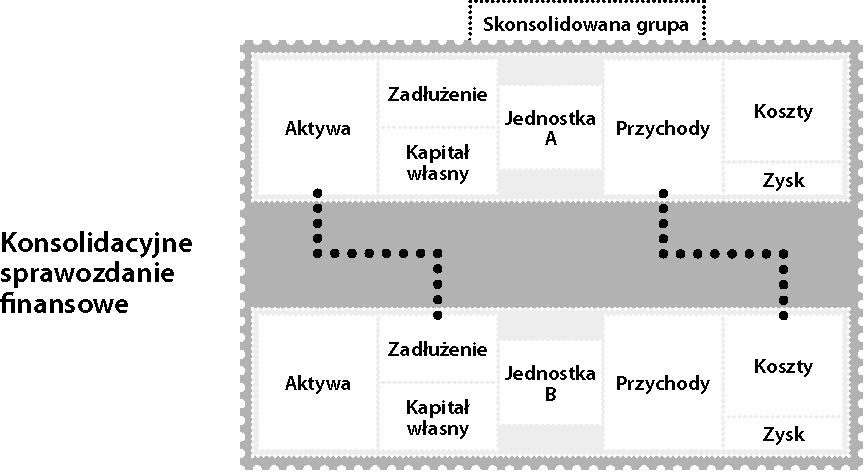 Skonsolidowana grupa
Aktywa
Zadłużenie
Kapitał
własny
Jednostka
A
Przychody
Koszty
Zysk
Konsolidacyjne
sprawozdanie
finansowe
Aktywa
Zadłużenie
Kapitał
własny
Jednostka
B
Przychody
Koszty
Zysk